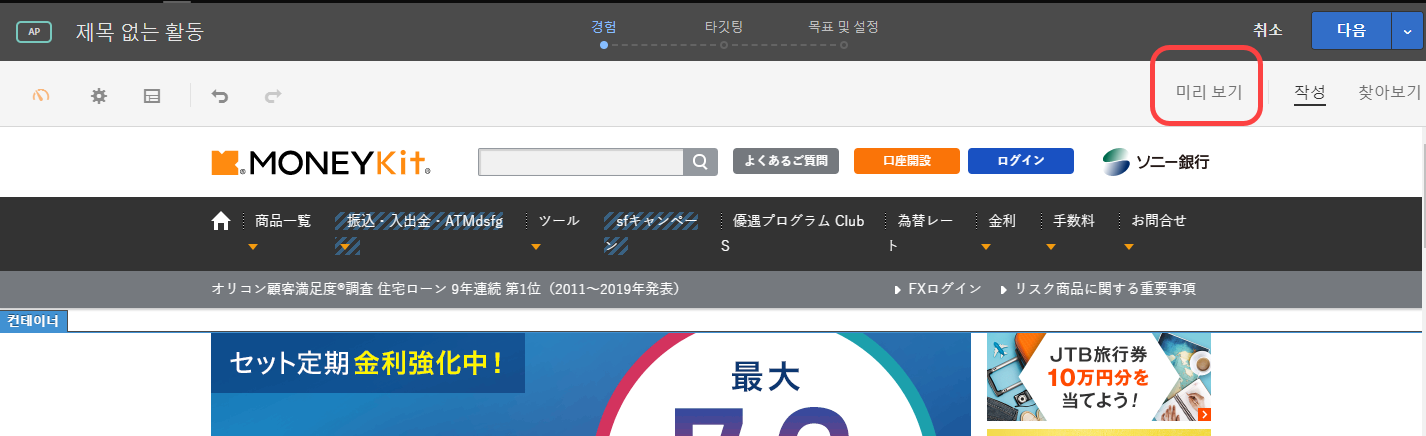 AP 제목 없는 활동
경험 타깃팅 목표 및 설정
취소 다음
미리 보기 작성 찾아보기
MONEYKit® よくあるご質問 口座開設 ログイン ソニー銀行
商品一覧 振込・入出金・ATMdsfg ツール sfキャンペーン 優遇プログラム Club S 為替レート 金利 手数料 お問合せ
オリコン顧客満足度®調査 住宅ローン 9年連続 第1位（2011～2019年発表） FXログイン リスク商品に関する重要事項
컨테이너
セット定期 金利強化中！
最大
JTB旅行券
10万円分を
当てよう！